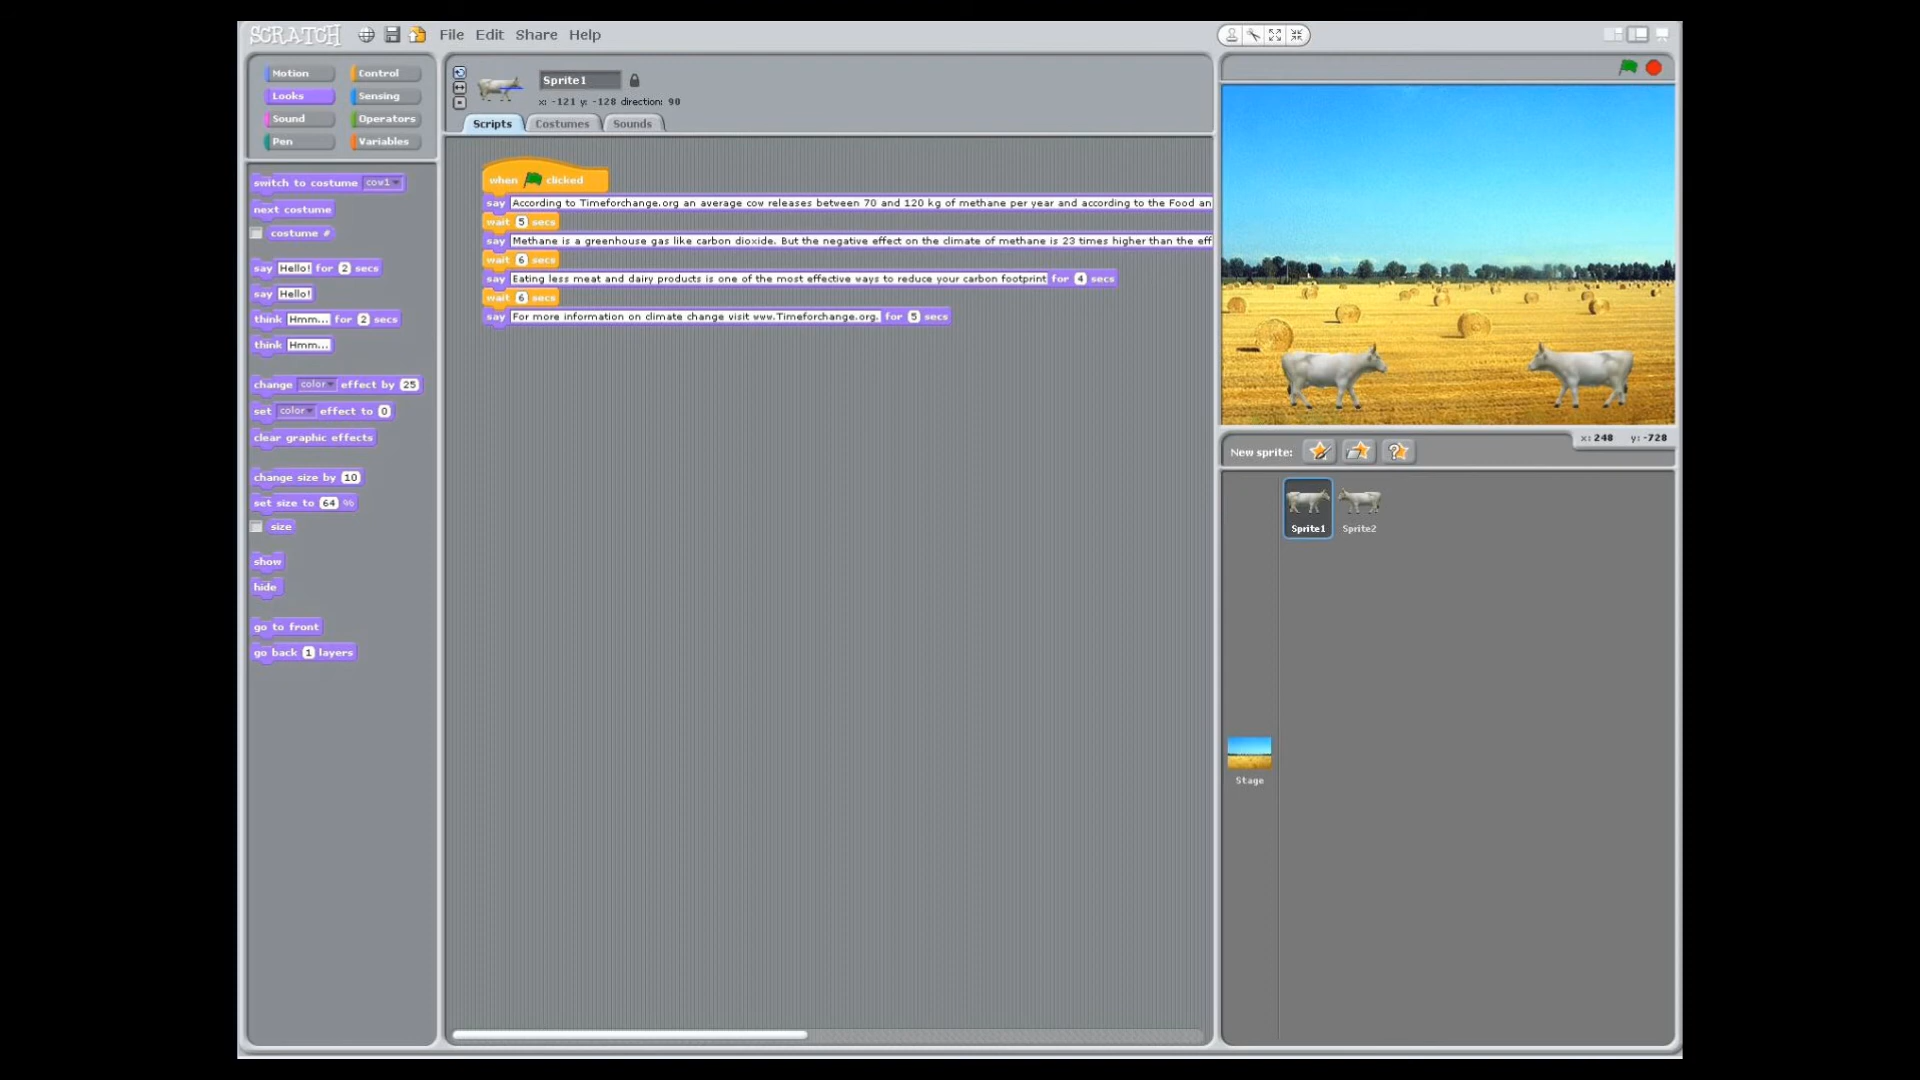 SCRATCH File Edit Share Help
Motion Control
Looks Sensing
Sound Operators
Pen Variables
switch to costume cow1
next costume
costume #
say Hello! for 2 secs
say Hello!
think Hmm... for 2 secs
think Hmm...
change color effect by 25
set color effect to 0
clear graphic effects
change size by 10
set size to 64 %
size
show
hide
go to front
go back 1 layers
Sprite1
x: -121 y: -128 direction: 90
Scripts Costumes Sounds
when clicked
say According to Timeforchange.org an average cow releases between 70 and 120 kg of methane per year and according to the Food an
wait 5 secs
say Methane is a greenhouse gas like carbon dioxide. But the negative effect on the climate of methane is 23 times higher than the eff
wait 6 secs
say Eating less meat and dairy products is one of the most effective ways to reduce your carbon footprint for 4 secs
wait 6 secs
say For more information on climate change visit www.Timeforchange.org. for 5 secs
x: 248 y: -728
New sprite:
Sprite1 Sprite2
Stage